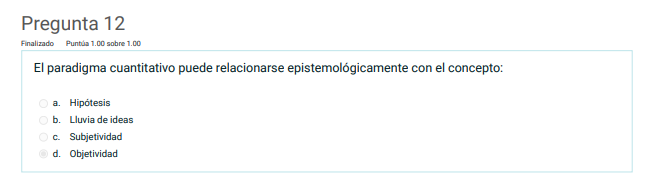 Pregunta 12
Finalizado Puntúa 1.00 sobre 1.00
El paradigma cuantitativo puede relacionarse epistemológicamente con el concepto:
a. Hipótesis
b. Lluvia de ideas
c. Subjetividad
d. Objetividad